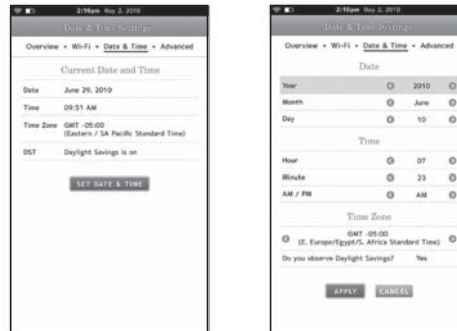 2:10pm May 2, 2010
Date & Time Settings
Overview • Wi-Fi • Date & Time • Advanced
Current Date and Time
Date June 29, 2010
Time 09:51 AM
Time Zone GMT -05:00
(Eastern / SA Pacific Standard Time)
DST Daylight Savings is on
SET DATE & TIME
2:10pm May 2, 2010
Date & Time Settings
Overview • Wi-Fi • Date & Time • Advanced
Date
Year 2010
Month June
Day 10
Time
Hour 07
Minute 23
AM / PM AM
Time Zone
GMT -05:00
(E. Europe/Egypt/S. Africa Standard Time)
Do you observe Daylight Savings? Yes
APPLY CANCEL